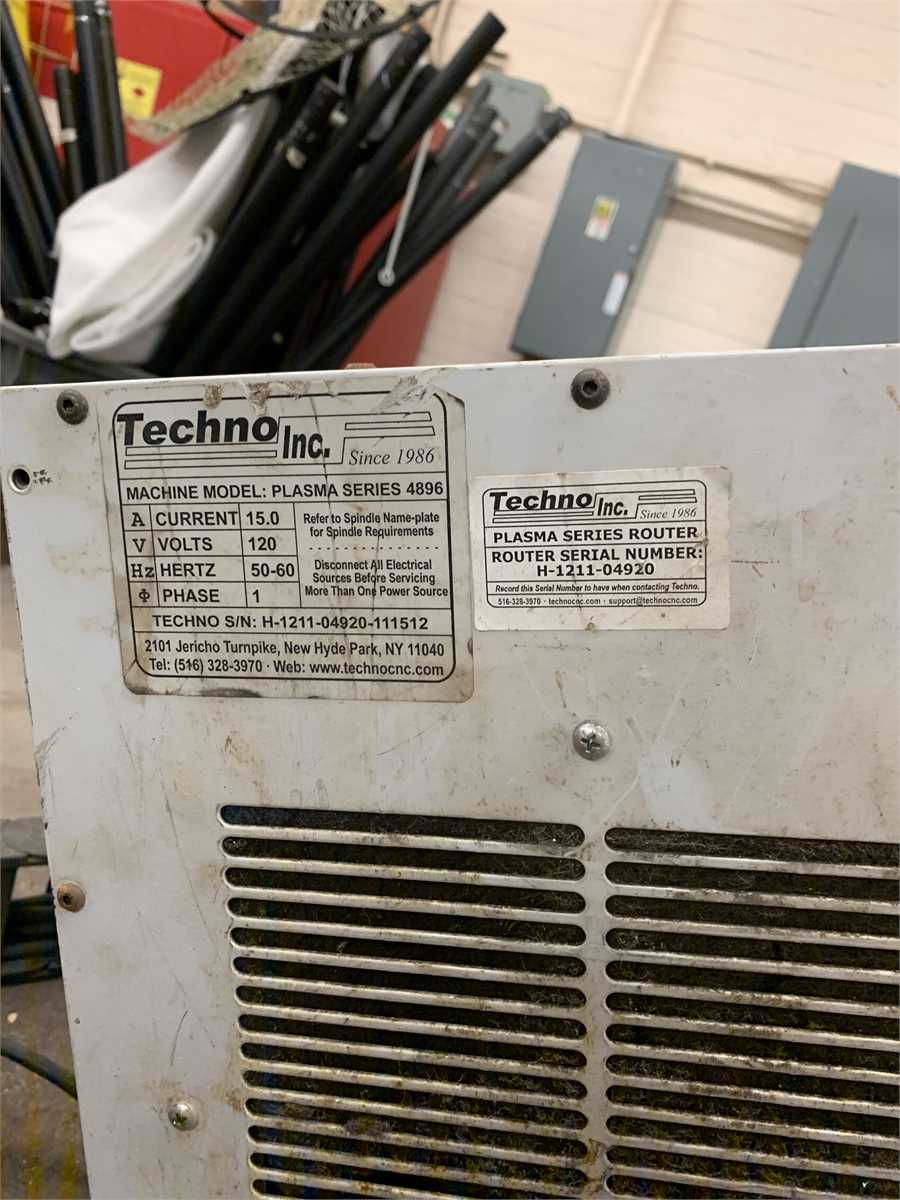 Techno Inc.
Since 1986
MACHINE MODEL: PLASMA SERIES 4896
A CURRENT 15.0
V VOLTS 120
Hz HERTZ 50-60
Φ PHASE 1
Refer to Spindle Name-plate
for Spindle Requirements
Disconnect All Electrical
Sources Before Servicing
More Than One Power Source
TECHNO S/N: H-1211-04920-111512
2101 Jericho Turnpike, New Hyde Park, NY 11040
Tel: (516) 328-3970 · Web: www.technocnc.com
Techno Inc.
Since 1986
PLASMA SERIES ROUTER
ROUTER SERIAL NUMBER:
H-1211-04920
Record this Serial Number to have when contacting Techno.
516-328-3970 · technocnc.com · support@technocnc.com